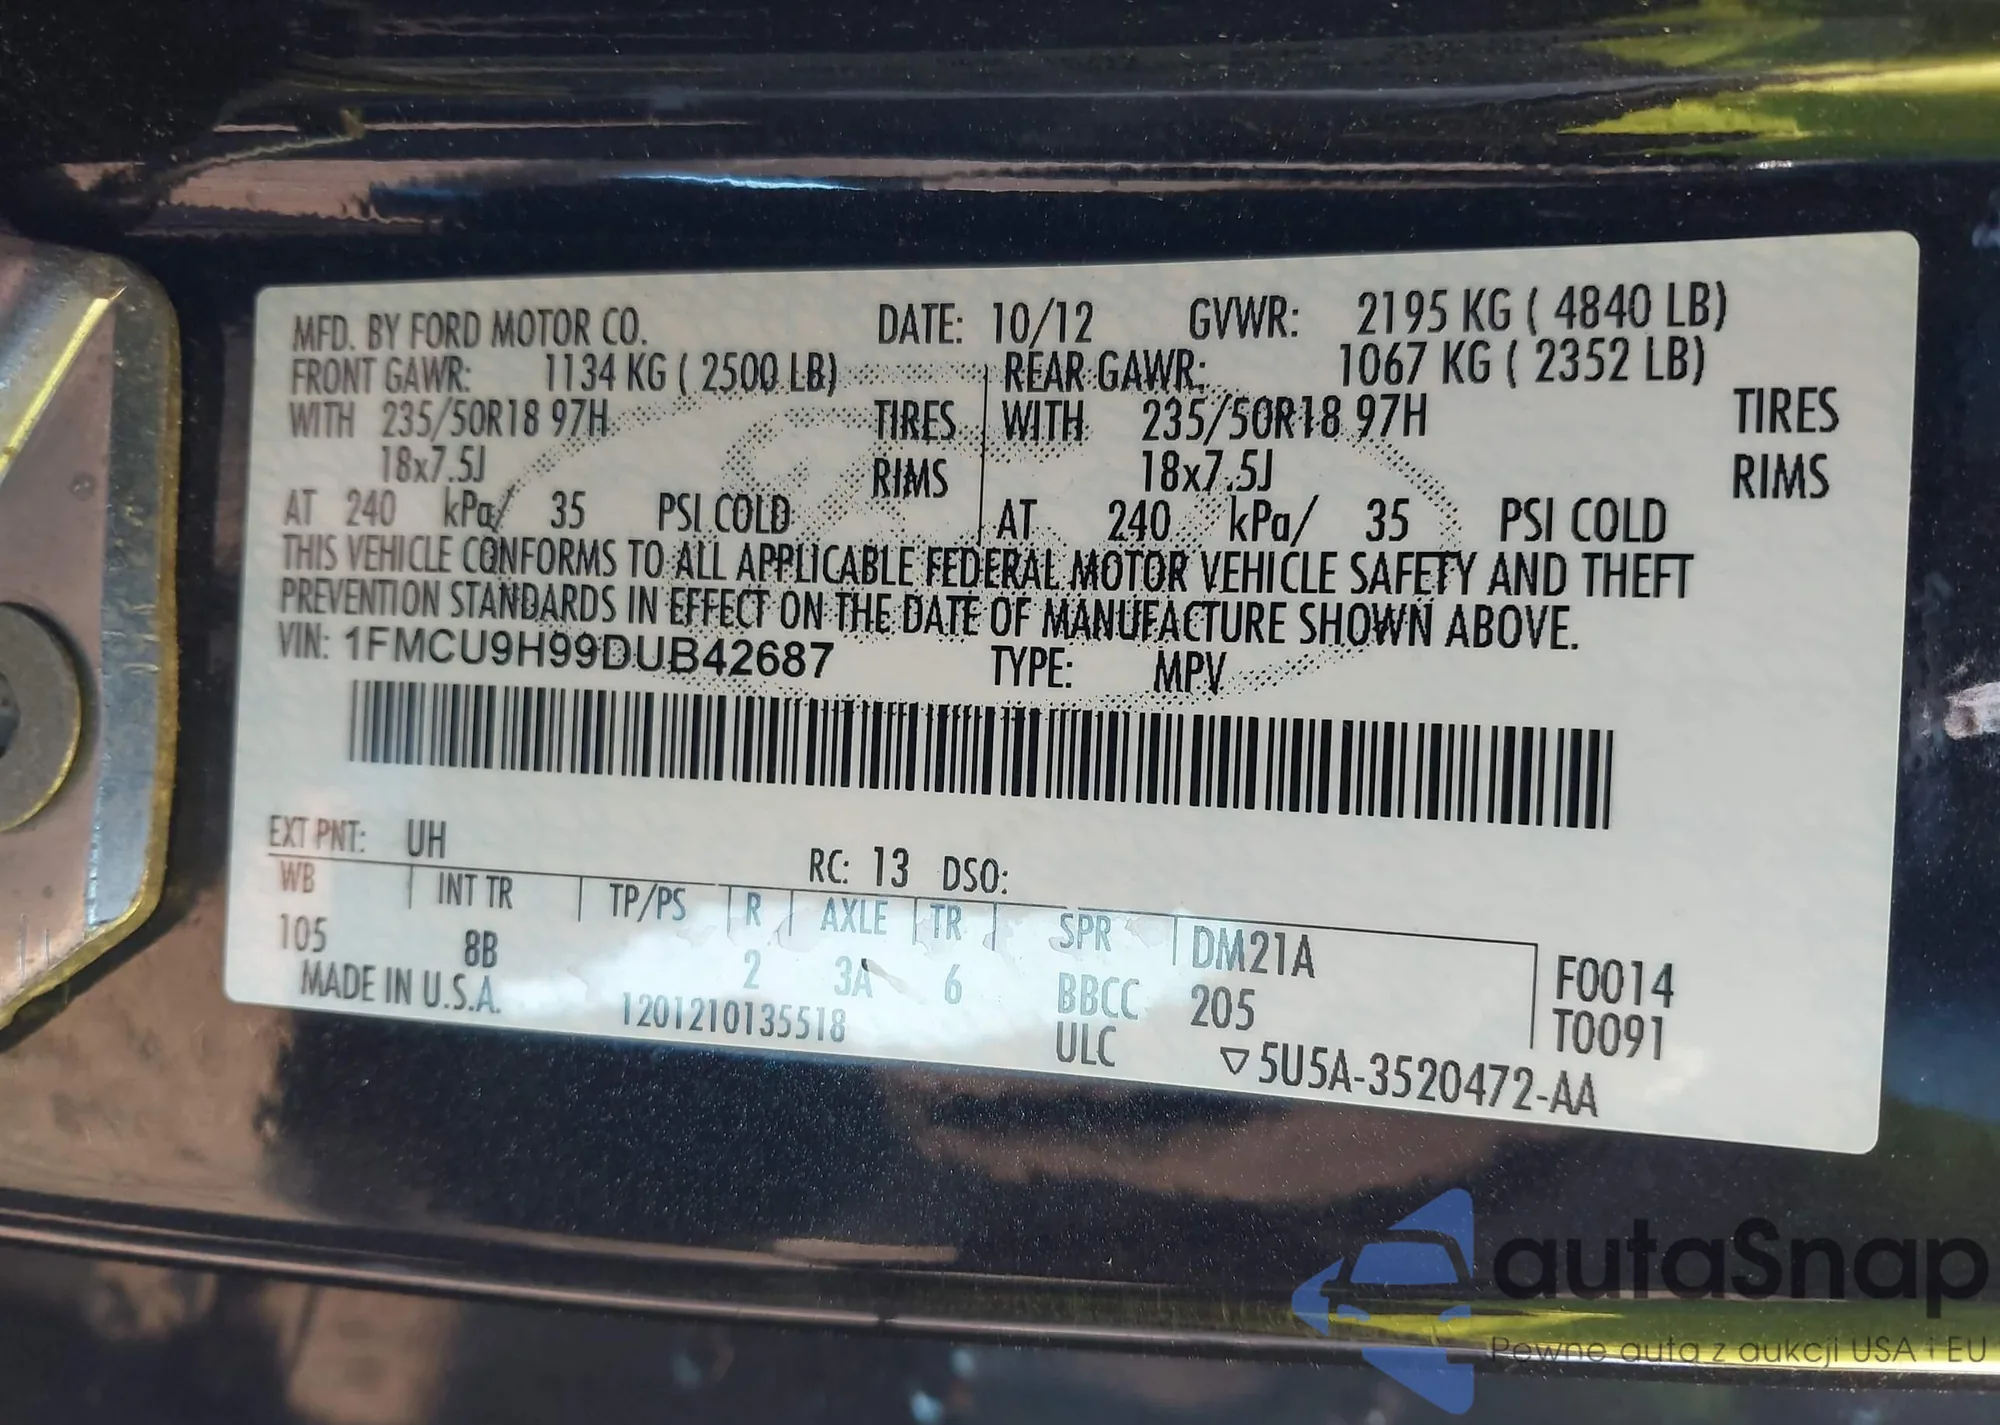 MFD. BY FORD MOTOR CO. DATE: 10/12 GVWR: 2195 KG ( 4840 LB)
FRONT GAWR: 1134 KG ( 2500 LB) REAR GAWR: 1067 KG ( 2352 LB)
WITH 235/50R18 97H TIRES WITH 235/50R18 97H TIRES
18x7.5J RIMS 18x7.5J RIMS
AT 240 kPa/ 35 PSI COLD AT 240 kPa/ 35 PSI COLD
THIS VEHICLE CONFORMS TO ALL APPLICABLE FEDERAL MOTOR VEHICLE SAFETY AND THEFT
PREVENTION STANDARDS IN EFFECT ON THE DATE OF MANUFACTURE SHOWN ABOVE.
VIN: 1FMCU9H99DUB42687 TYPE: MPV
EXT PNT: UH RC: 13 DSO:
WB INT TR TP/PS R AXLE TR SPR DM21A F0014
105 8B 2 3A 6 BBCC 205 T0091
MADE IN U.S.A. 1201210135518 ULC ▽5U5A-3520472-AA
autaSnap
Pewne auta z aukcji USA i EU